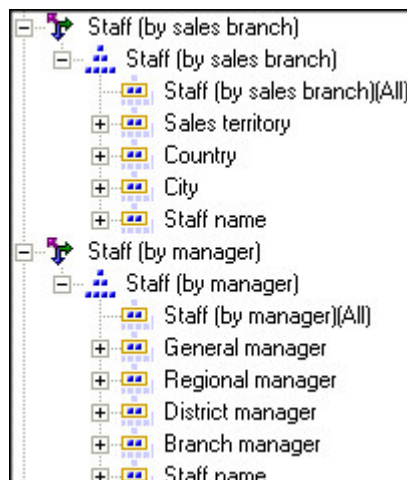 Staff (by sales branch)
Staff (by sales branch)
Staff (by sales branch)(All)
Sales territory
Country
City
Staff name
Staff (by manager)
Staff (by manager)
Staff (by manager)(All)
General manager
Regional manager
District manager
Branch manager
Staff name